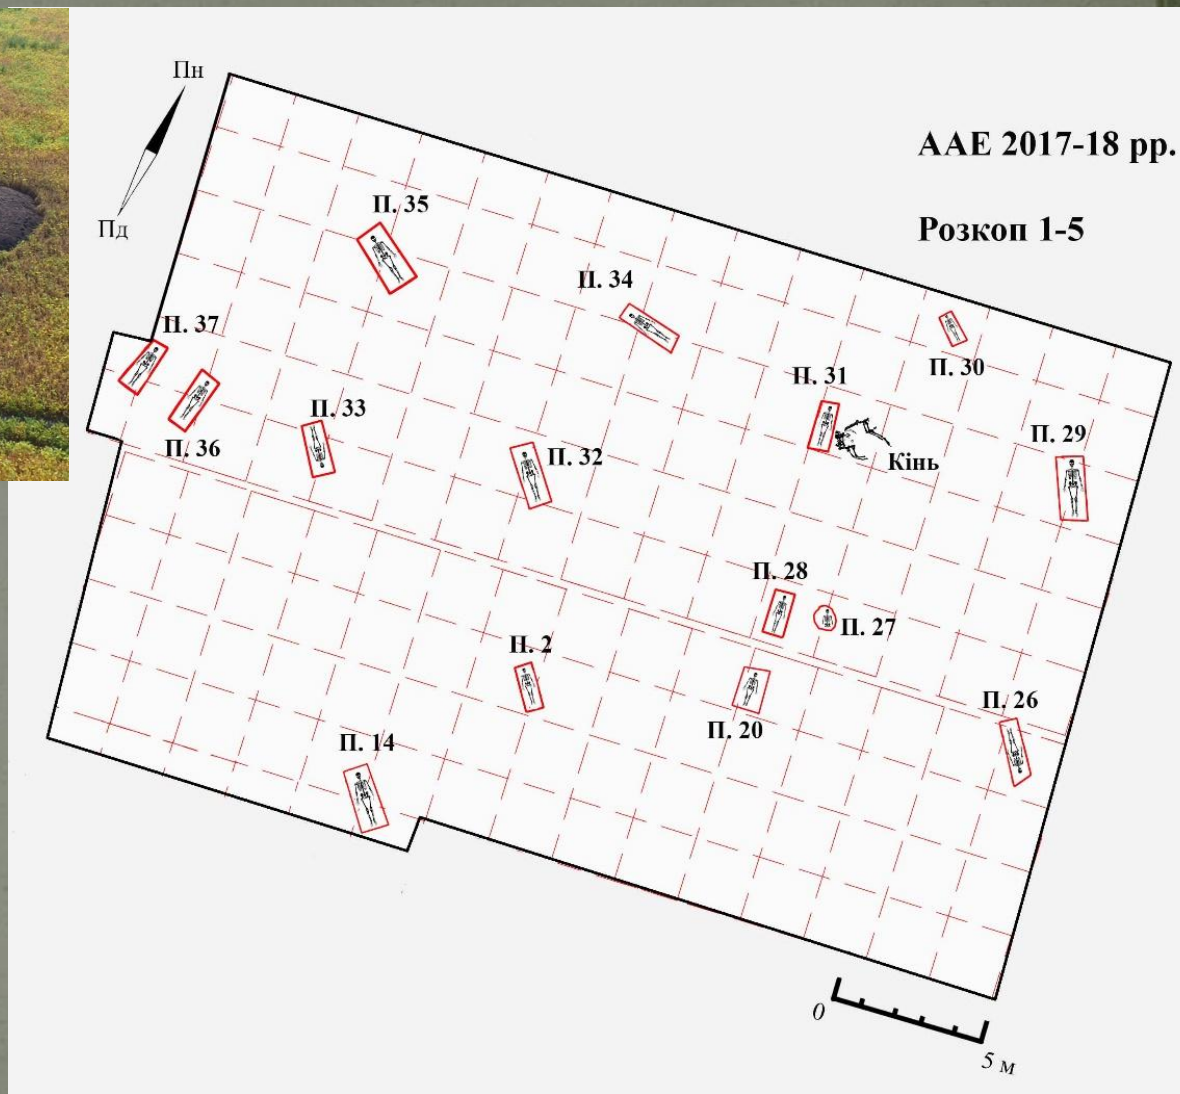 Пн
ААЕ 2017-18 рр.
П. 35
Пд
Розкоп 1-5
П. 34
П. 37
П. 30
П. 31
П. 33
П. 29
П. 36
П. 32
Кінь
П. 28
П. 27
П. 2
П. 26
П. 20
П. 14
0
5 м